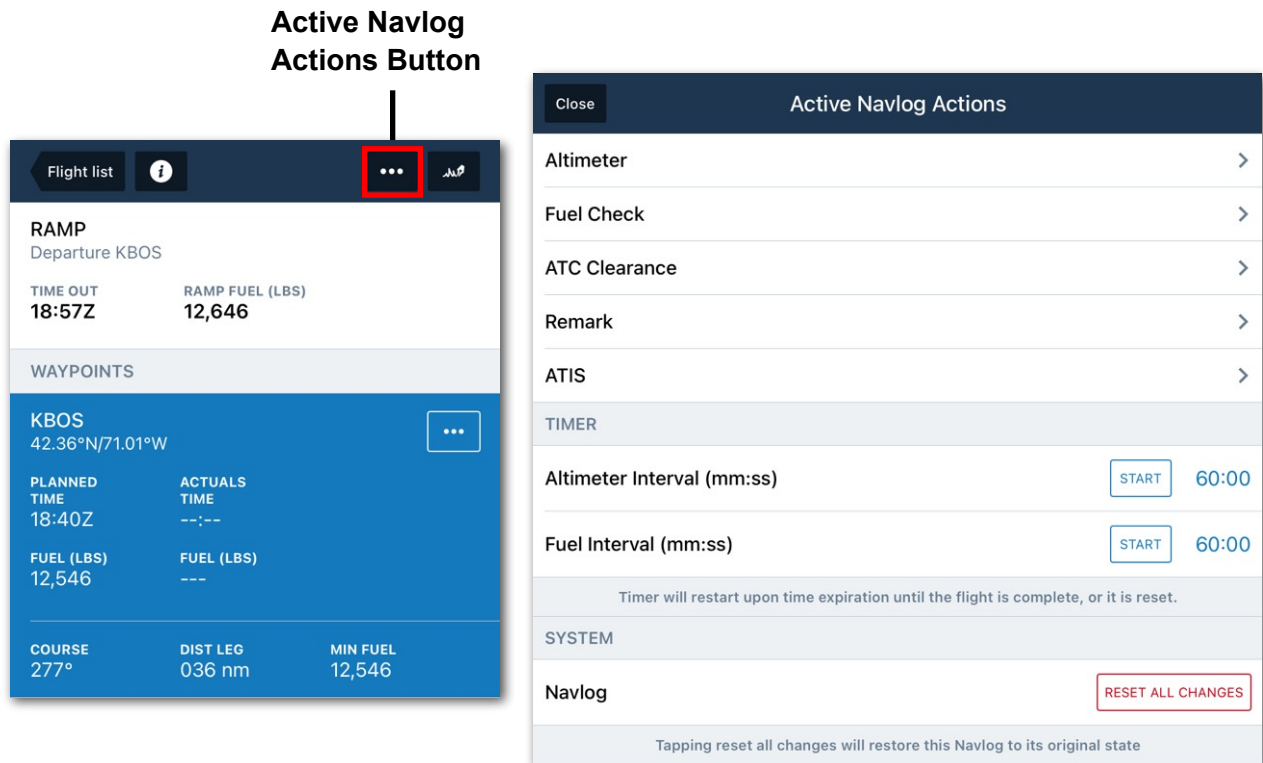 Active Navlog
Actions Button
Flight list
RAMP
Departure KBOS
TIME OUT RAMP FUEL (LBS)
18:57Z 12,646
WAYPOINTS
KBOS
42.36°N/71.01°W
PLANNED ACTUALS
TIME TIME
18:40Z --:--
FUEL (LBS) FUEL (LBS)
12,546 ---
COURSE DIST LEG MIN FUEL
277° 036 nm 12,546
Close Active Navlog Actions
Altimeter
Fuel Check
ATC Clearance
Remark
ATIS
TIMER
Altimeter Interval (mm:ss) START 60:00
Fuel Interval (mm:ss) START 60:00
Timer will restart upon time expiration until the flight is complete, or it is reset.
SYSTEM
Navlog RESET ALL CHANGES
Tapping reset all changes will restore this Navlog to its original state